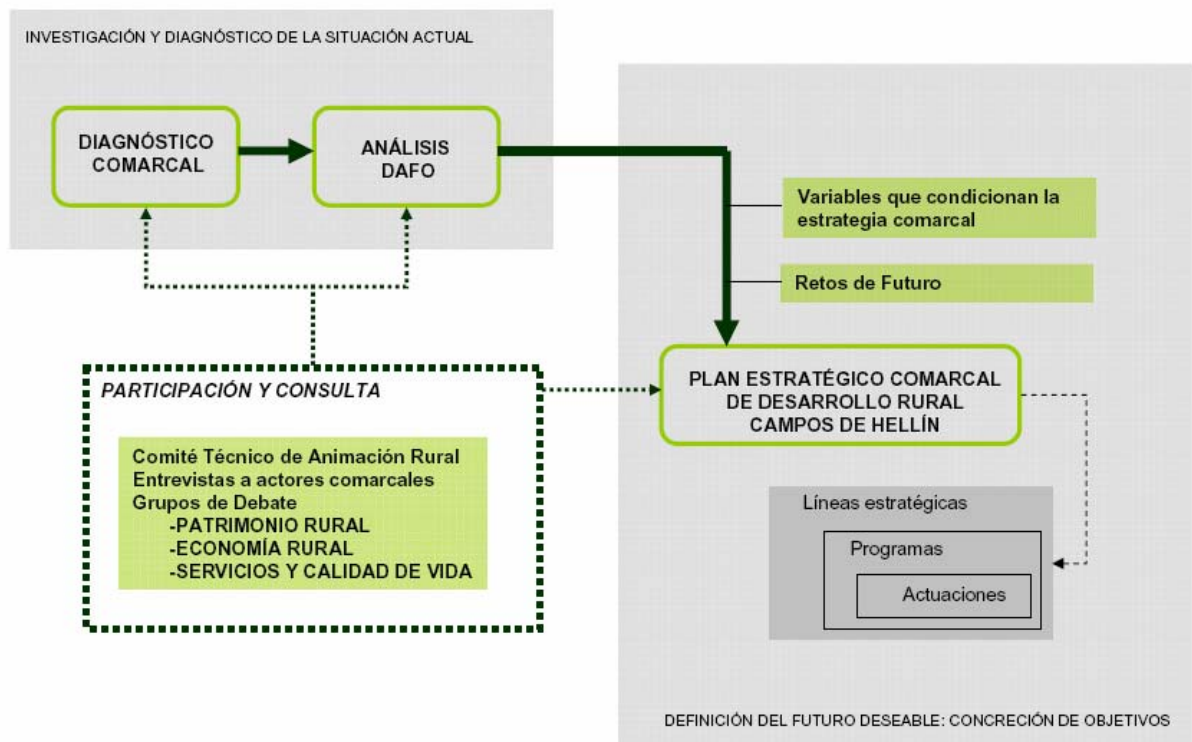 INVESTIGACIÓN Y DIAGNÓSTICO DE LA SITUACIÓN ACTUAL
DIAGNÓSTICO
COMARCAL
ANÁLISIS
DAFO
Variables que condicionan la
estrategia comarcal
Retos de Futuro
PARTICIPACIÓN Y CONSULTA
Comité Técnico de Animación Rural
Entrevistas a actores comarcales
Grupos de Debate
-PATRIMONIO RURAL
-ECONOMÍA RURAL
-SERVICIOS Y CALIDAD DE VIDA
PLAN ESTRATÉGICO COMARCAL
DE DESARROLLO RURAL
CAMPOS DE HELLÍN
Líneas estratégicas
Programas
Actuaciones
DEFINICIÓN DEL FUTURO DESEABLE: CONCRECIÓN DE OBJETIVOS